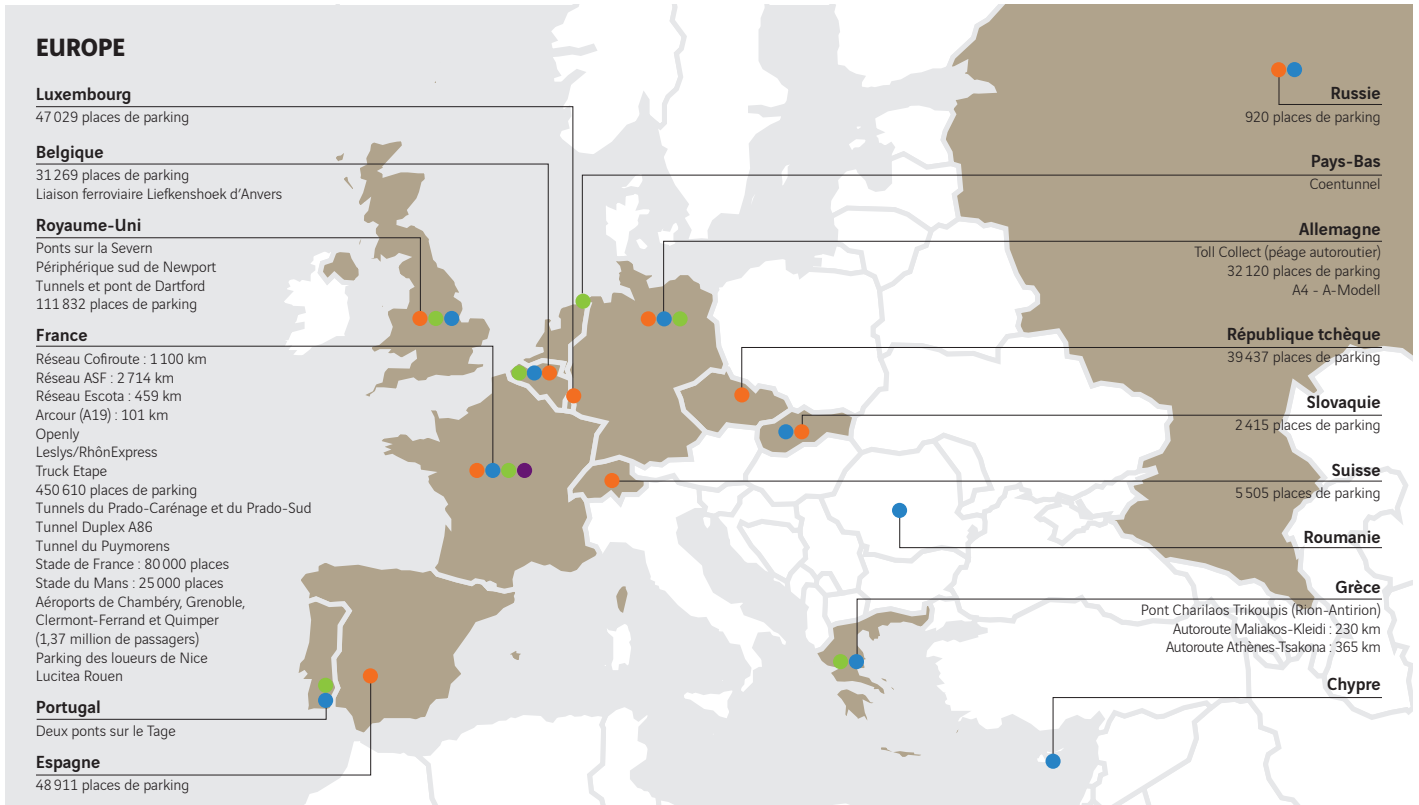 EUROPE
Luxembourg
47 029 places de parking
Belgique
31 269 places de parking
Liaison ferroviaire Liefkenshoek d'Anvers
Royaume-Uni
Ponts sur la Severn
Périphérique sud de Newport
Tunnels et pont de Dartford
111 832 places de parking
France
Réseau Cofiroute : 1 100 km
Réseau ASF : 2 714 km
Réseau Escota : 459 km
Arcour (A19) : 101 km
Openly
Leslys/RhônExpress
Truck Etape
450 610 places de parking
Tunnels du Prado-Carénage et du Prado-Sud
Tunnel Duplex A86
Tunnel du Puymorens
Stade de France : 80 000 places
Stade du Mans : 25 000 places
Aéroports de Chambéry, Grenoble,
Clermont-Ferrand et Quimper
(1,37 million de passagers)
Parking des loueurs de Nice
Lucitea Rouen
Portugal
Deux ponts sur le Tage
Espagne
48 911 places de parking
Russie
920 places de parking
Pays-Bas
Coentunnel
Allemagne
Toll Collect (péage autoroutier)
32 120 places de parking
A4 - A-Modell
République tchèque
39 437 places de parking
Slovaquie
2 415 places de parking
Suisse
5 505 places de parking
Roumanie
Grèce
Pont Charilaos Trikoupis (Rion-Antirion)
Autoroute Maliakos-Kleidi : 230 km
Autoroute Athènes-Tsakona : 365 km
Chypre